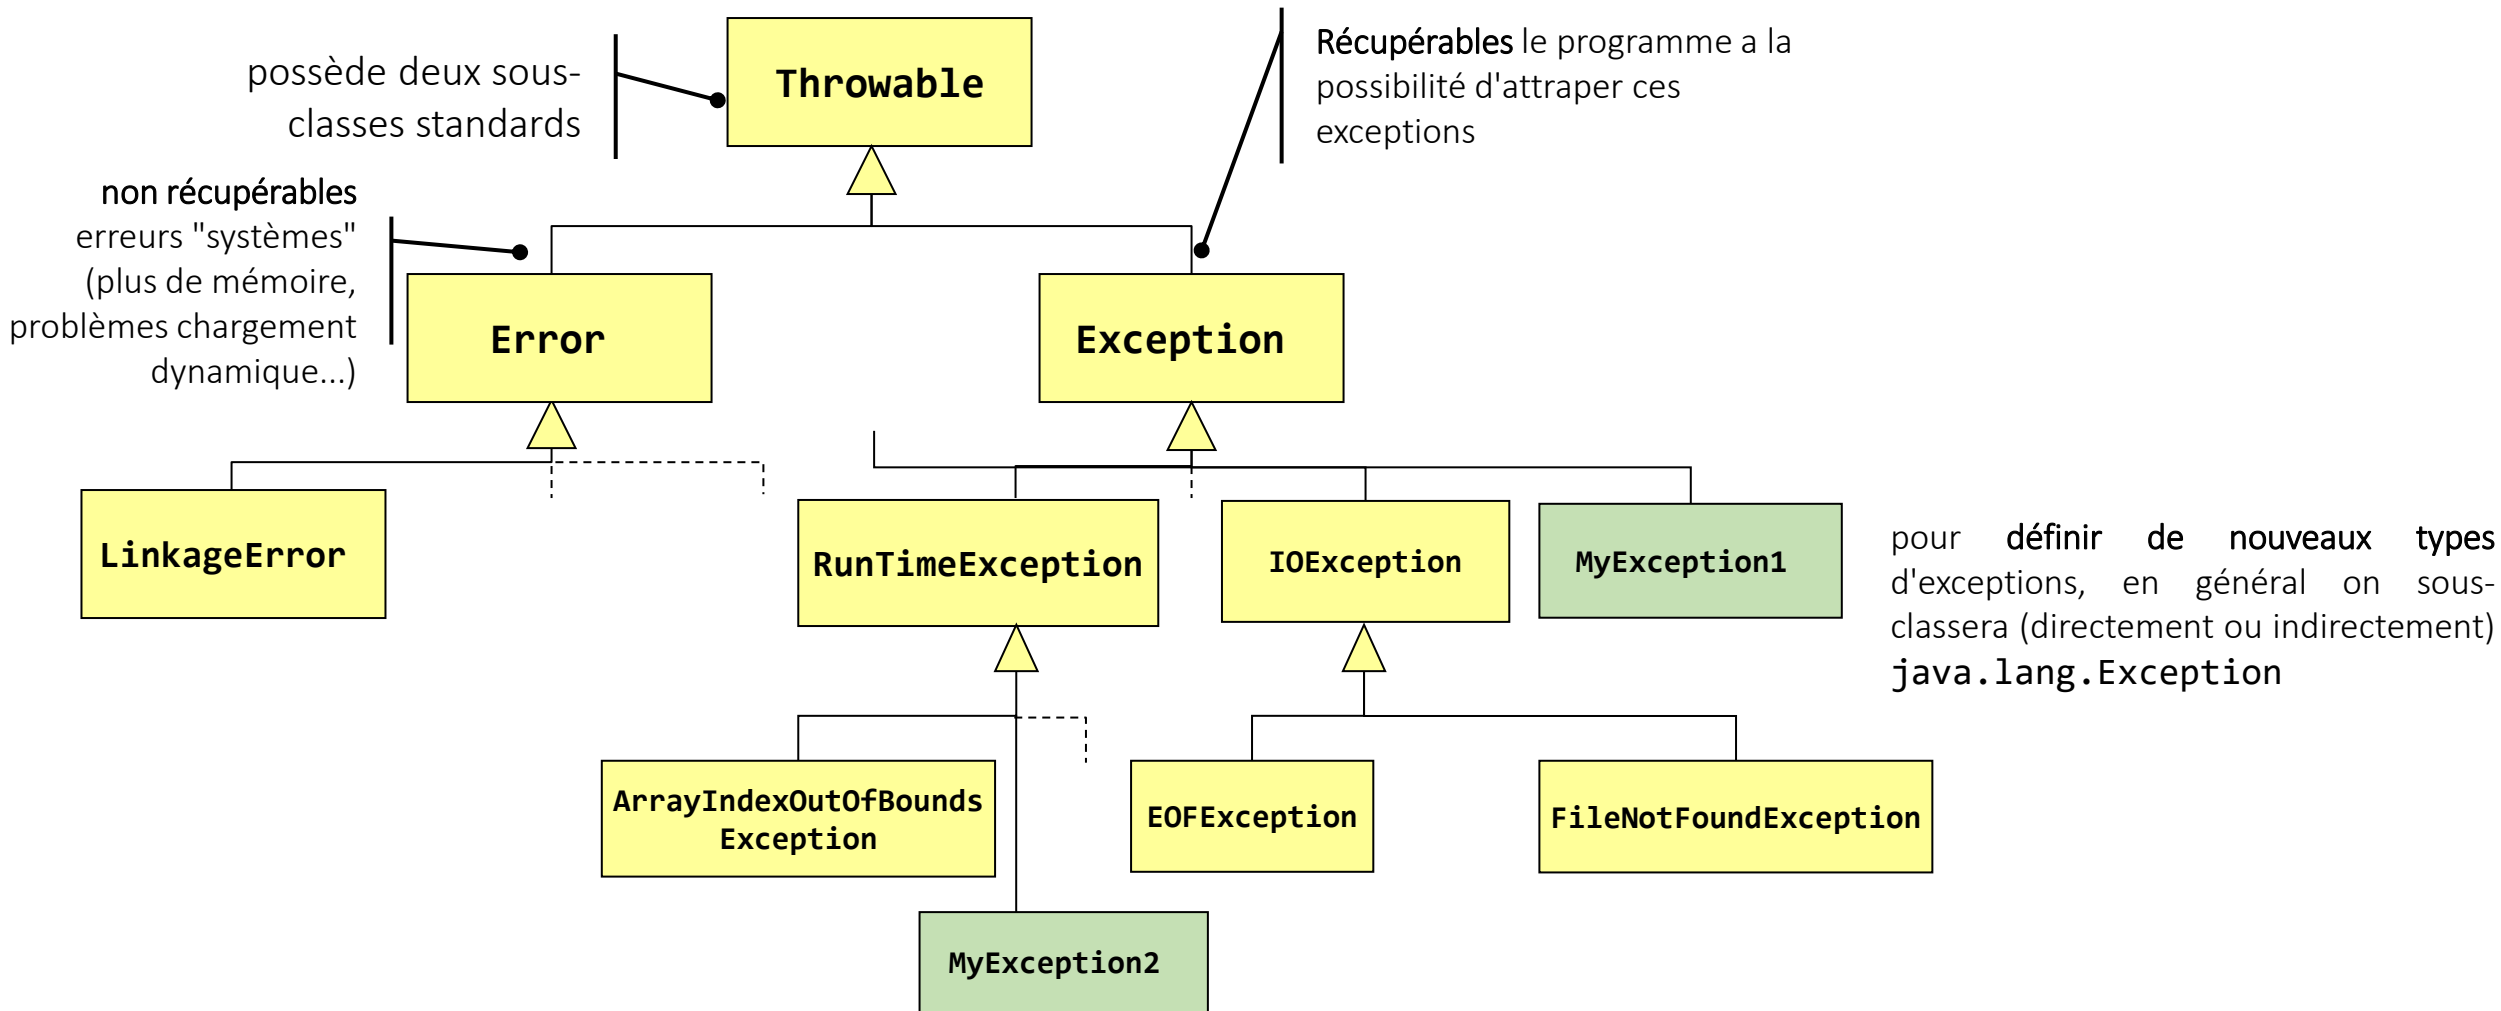 possède deux sous-
classes standards
Throwable
Récupérables le programme a la
possibilité d'attraper ces
exceptions
non récupérables
erreurs "systèmes"
(plus de mémoire,
problèmes chargement
dynamique...)
Error
Exception
LinkageError
RunTimeException
IOException
MyException1
pour définir de nouveaux types
d'exceptions, en général on sous-
classera (directement ou indirectement)
java.lang.Exception
ArrayIndexOutOfBounds
Exception
EOFException
FileNotFoundException
MyException2